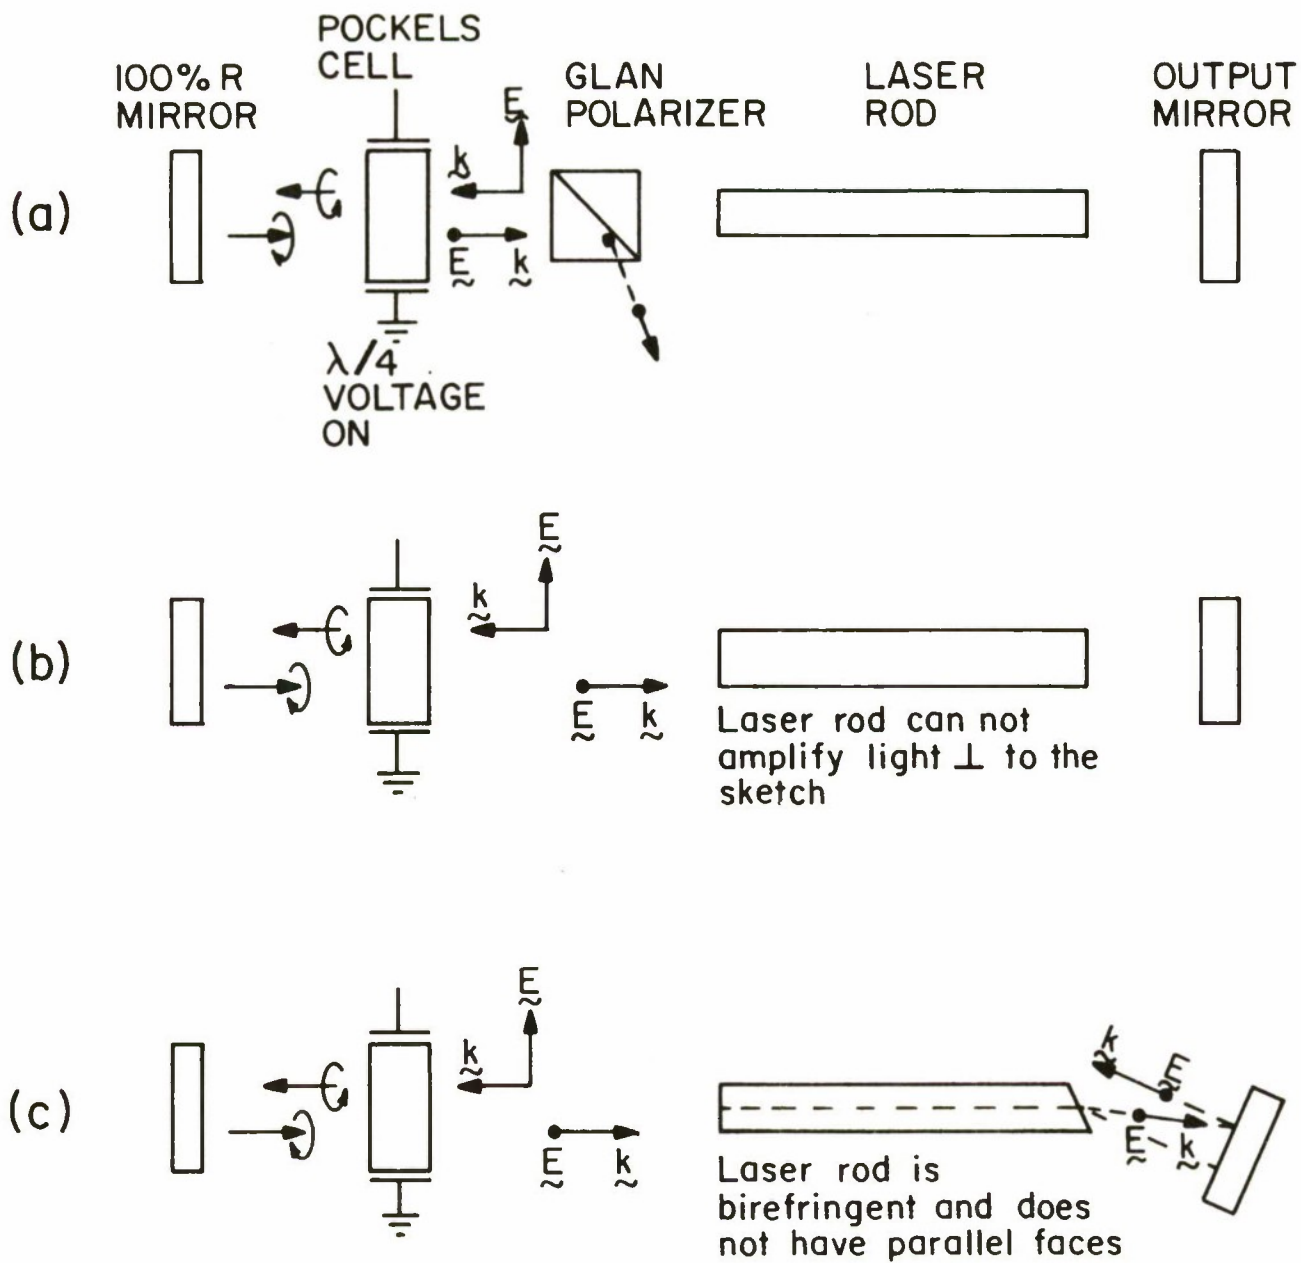 POCKELS
CELL
100% R
MIRROR
GLAN
POLARIZER
LASER
ROD
OUTPUT
MIRROR
(a)
E
k
E k
λ/4
VOLTAGE
ON
(b)
E
k
E k
Laser rod can not
amplify light ⊥ to the
sketch
(c)
E
k
E k
k
E
E k
Laser rod is
birefringent and does
not have parallel faces